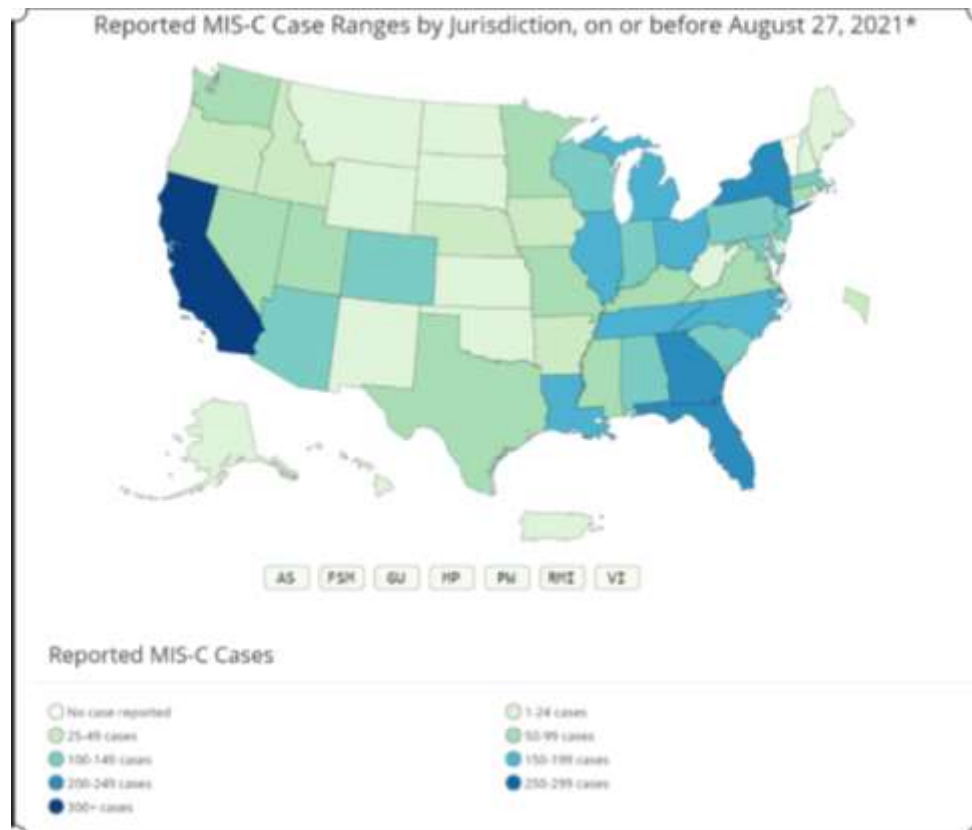 Reported MIS-C Case Ranges by Jurisdiction, on or before August 27, 2021*
AS FSM GU MP PW RMI VI
Reported MIS-C Cases
No case reported
1-24 cases
25-49 cases
50-99 cases
100-149 cases
150-199 cases
200-249 cases
250-299 cases
300+ cases